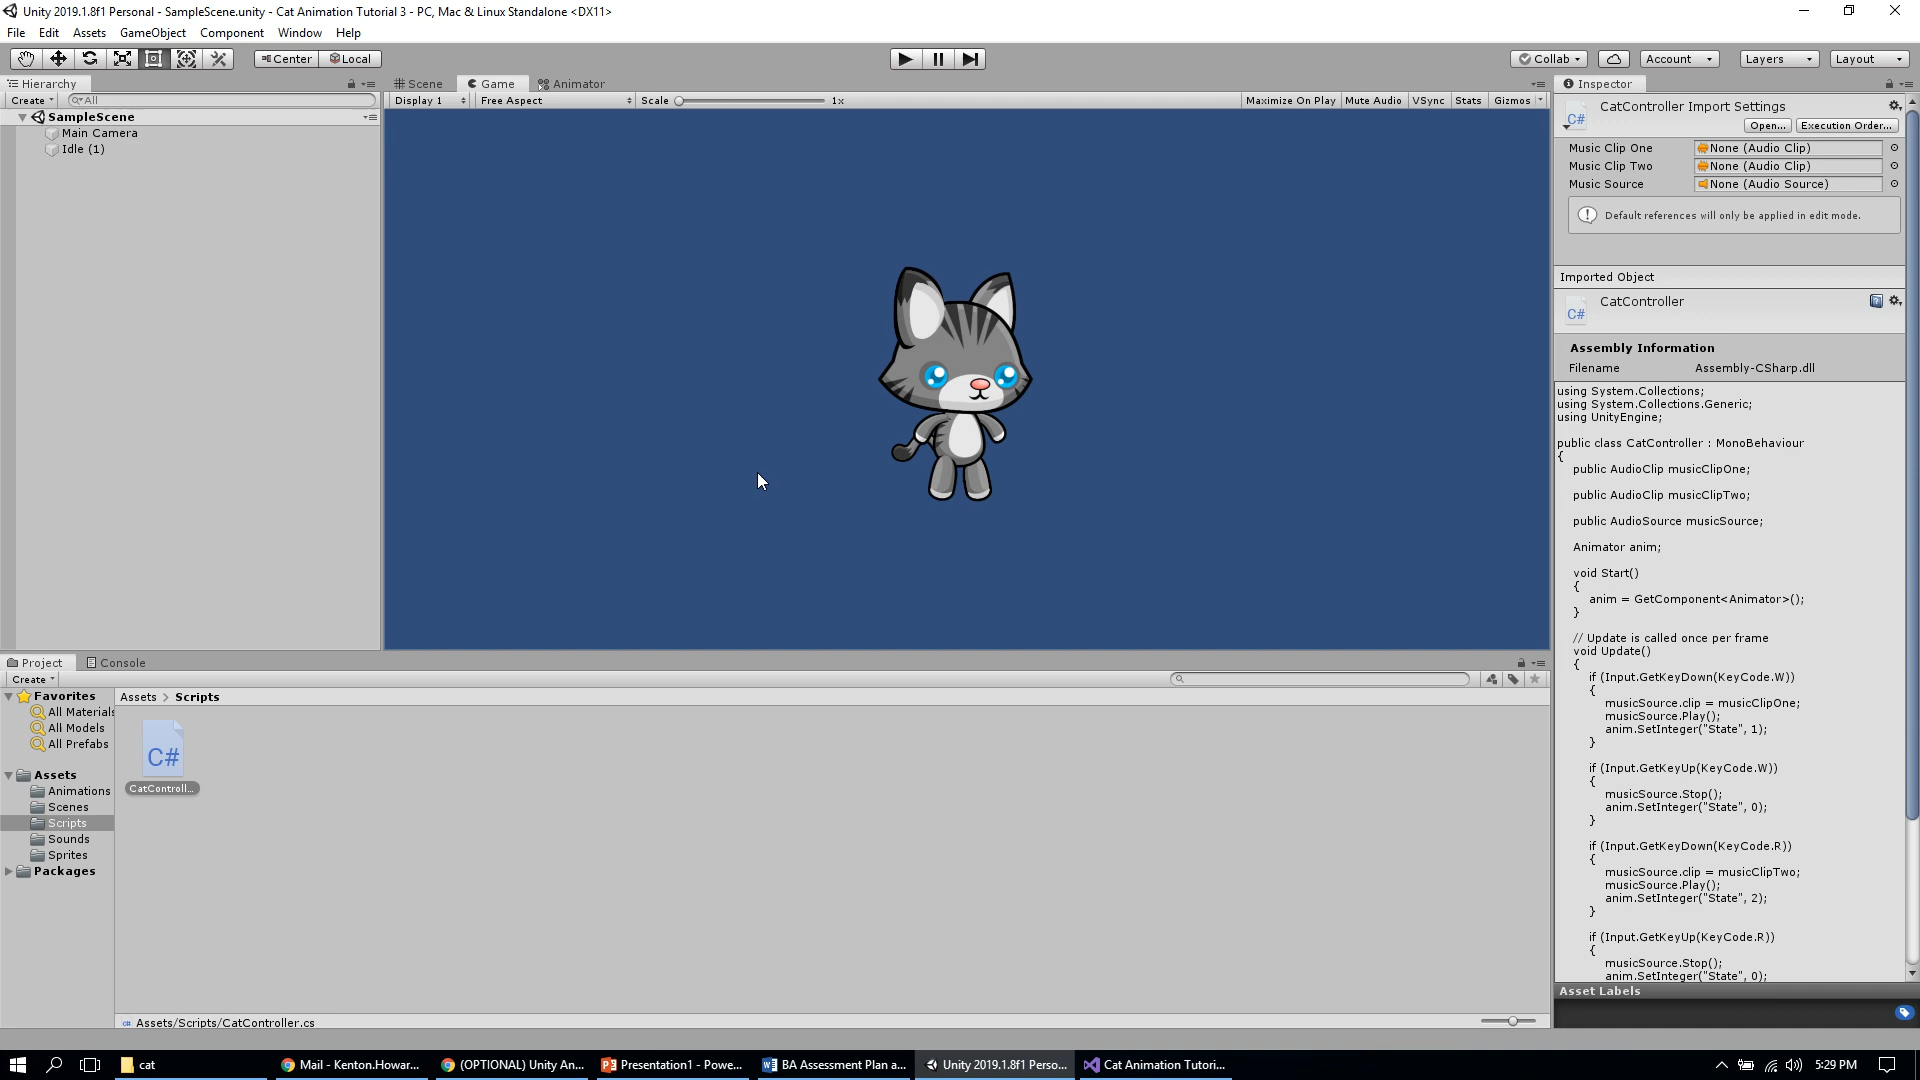 Unity 2019.1.8f1 Personal - SampleScene.unity - Cat Animation Tutorial 3 - PC, Mac & Linux Standalone <DX11>
File Edit Assets GameObject Component Window Help
Center Local Collab Account Layers Layout
Hierarchy
Create All
SampleScene
Main Camera
Idle (1)
Scene Game Animator
Display 1 Free Aspect Scale 1x Maximize On Play Mute Audio VSync Stats Gizmos
Inspector
CatController Import Settings
C#
Open... Execution Order...
Music Clip One None (Audio Clip)
Music Clip Two None (Audio Clip)
Music Source None (Audio Source)
Default references will only be applied in edit mode.
Imported Object
CatController
C#
Assembly Information
Filename Assembly-CSharp.dll
using System.Collections;
using System.Collections.Generic;
using UnityEngine;
public class CatController : MonoBehaviour
{
public AudioClip musicClipOne;
public AudioClip musicClipTwo;
public AudioSource musicSource;
Animator anim;
void Start()
{
anim = GetComponent<Animator>();
}
// Update is called once per frame
void Update()
{
if (Input.GetKeyDown(KeyCode.W))
{
musicSource.clip = musicClipOne;
musicSource.Play();
anim.SetInteger("State", 1);
}
if (Input.GetKeyUp(KeyCode.W))
{
musicSource.Stop();
anim.SetInteger("State", 0);
}
if (Input.GetKeyDown(KeyCode.R))
{
musicSource.clip = musicClipTwo;
musicSource.Play();
anim.SetInteger("State", 2);
}
if (Input.GetKeyUp(KeyCode.R))
{
musicSource.Stop();
anim.SetInteger("State", 0);
Asset Labels
Project Console
Create
Favorites
All Materials
All Models
All Prefabs
Assets
Animations
Scenes
Scripts
Sounds
Sprites
Packages
Assets > Scripts
C#
CatControll...
Assets/Scripts/CatController.cs
cat
Mail - Kenton.Howar...
(OPTIONAL) Unity An...
Presentation1 - Powe...
BA Assessment Plan a...
Unity 2019.1.8f1 Perso...
Cat Animation Tutori...
5:29 PM